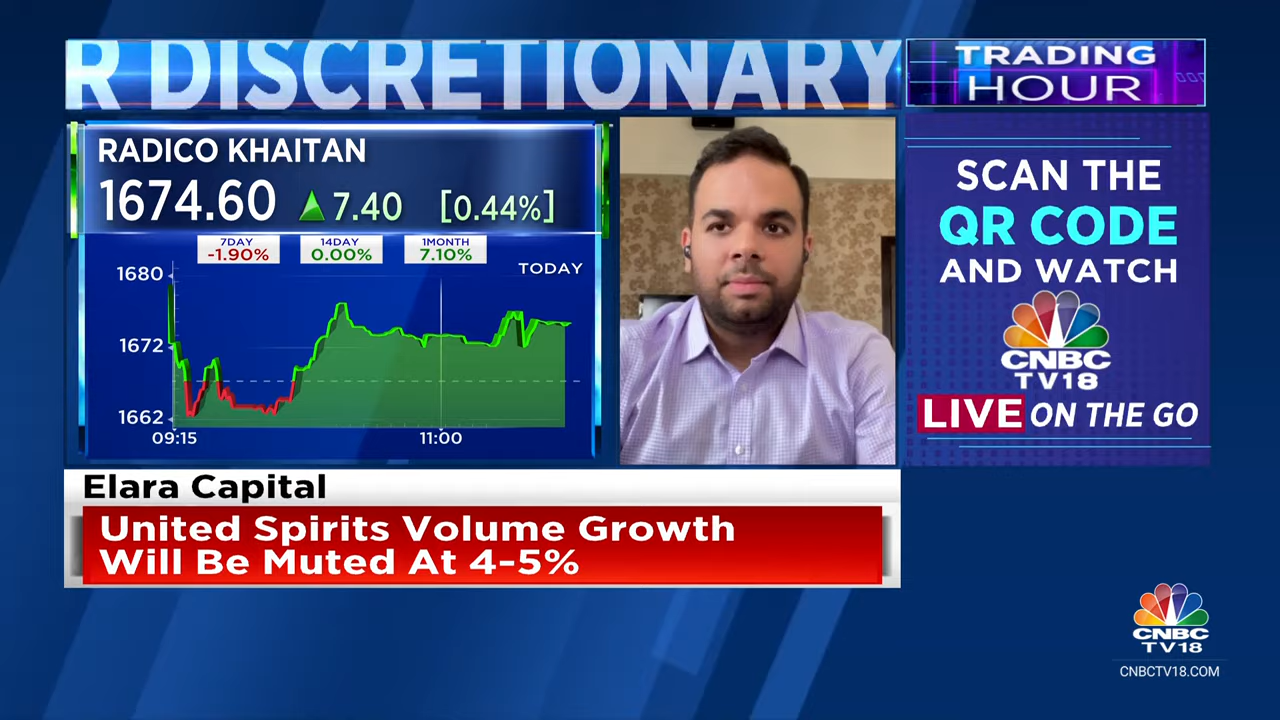 R DISCRETIONARY
TRADING
HOUR
RADICO KHAITAN
1674.60 7.40 [0.44%]
7DAY
-1.90%
14DAY
0.00%
1MONTH
7.10%
TODAY
1680
1672
1662
09:15
11:00
SCAN THE
QR CODE
AND WATCH
CNBC
TV18
LIVE ON THE GO
Elara Capital
United Spirits Volume Growth
Will Be Muted At 4-5%
CNBC
TV18
CNBCTV18.COM